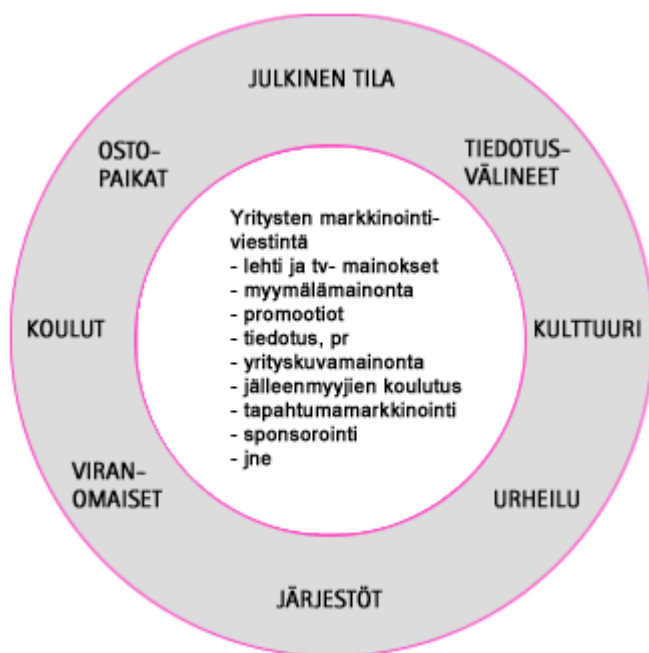 JULKINEN TILA
OSTO-
PAIKAT
TIEDOTUS-
VÄLINEET
Yritysten markkinointi-
viestintä
- lehti ja tv- mainokset
- myymälämainonta
- promootiot
- tiedotus, pr
- yrityskuvamainonta
- jälleenmyyjien koulutus
- tapahtumamarkkinointi
- sponsorointi
- jne
KOULUT
KULTTUURI
VIRAN-
OMAISET
URHEILU
JÄRJESTÖT